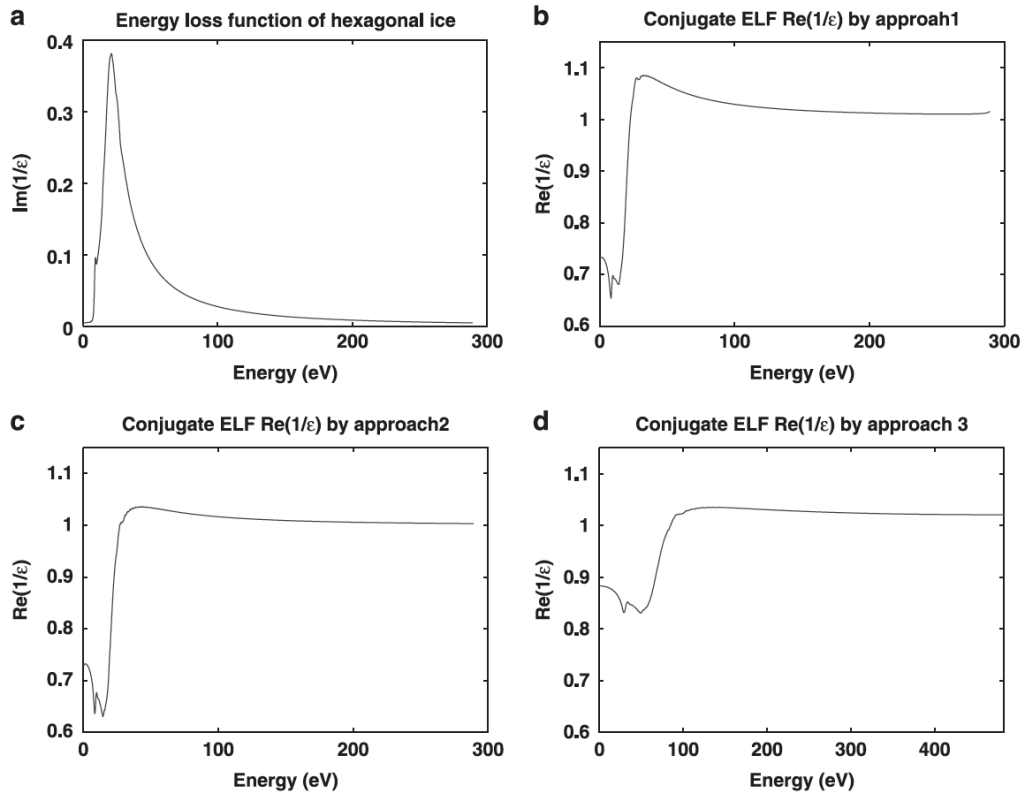 a
Energy loss function of hexagonal ice
0.4
0.3
0.2
0.1
0
Im(1/ε)
0 100 200 300
Energy (eV)
b
Conjugate ELF Re(1/ε) by approah1
1.1
1
0.9
0.8
0.7
0.6
Re(1/ε)
0 100 200 300
Energy (eV)
c
Conjugate ELF Re(1/ε) by approach2
1.1
1
0.9
0.8
0.7
0.6
Re(1/ε)
0 100 200 300
Energy (eV)
d
Conjugate ELF Re(1/ε) by approach 3
1.1
1
0.9
0.8
0.7
0.6
Re(1/ε)
0 100 200 300 400
Energy (eV)